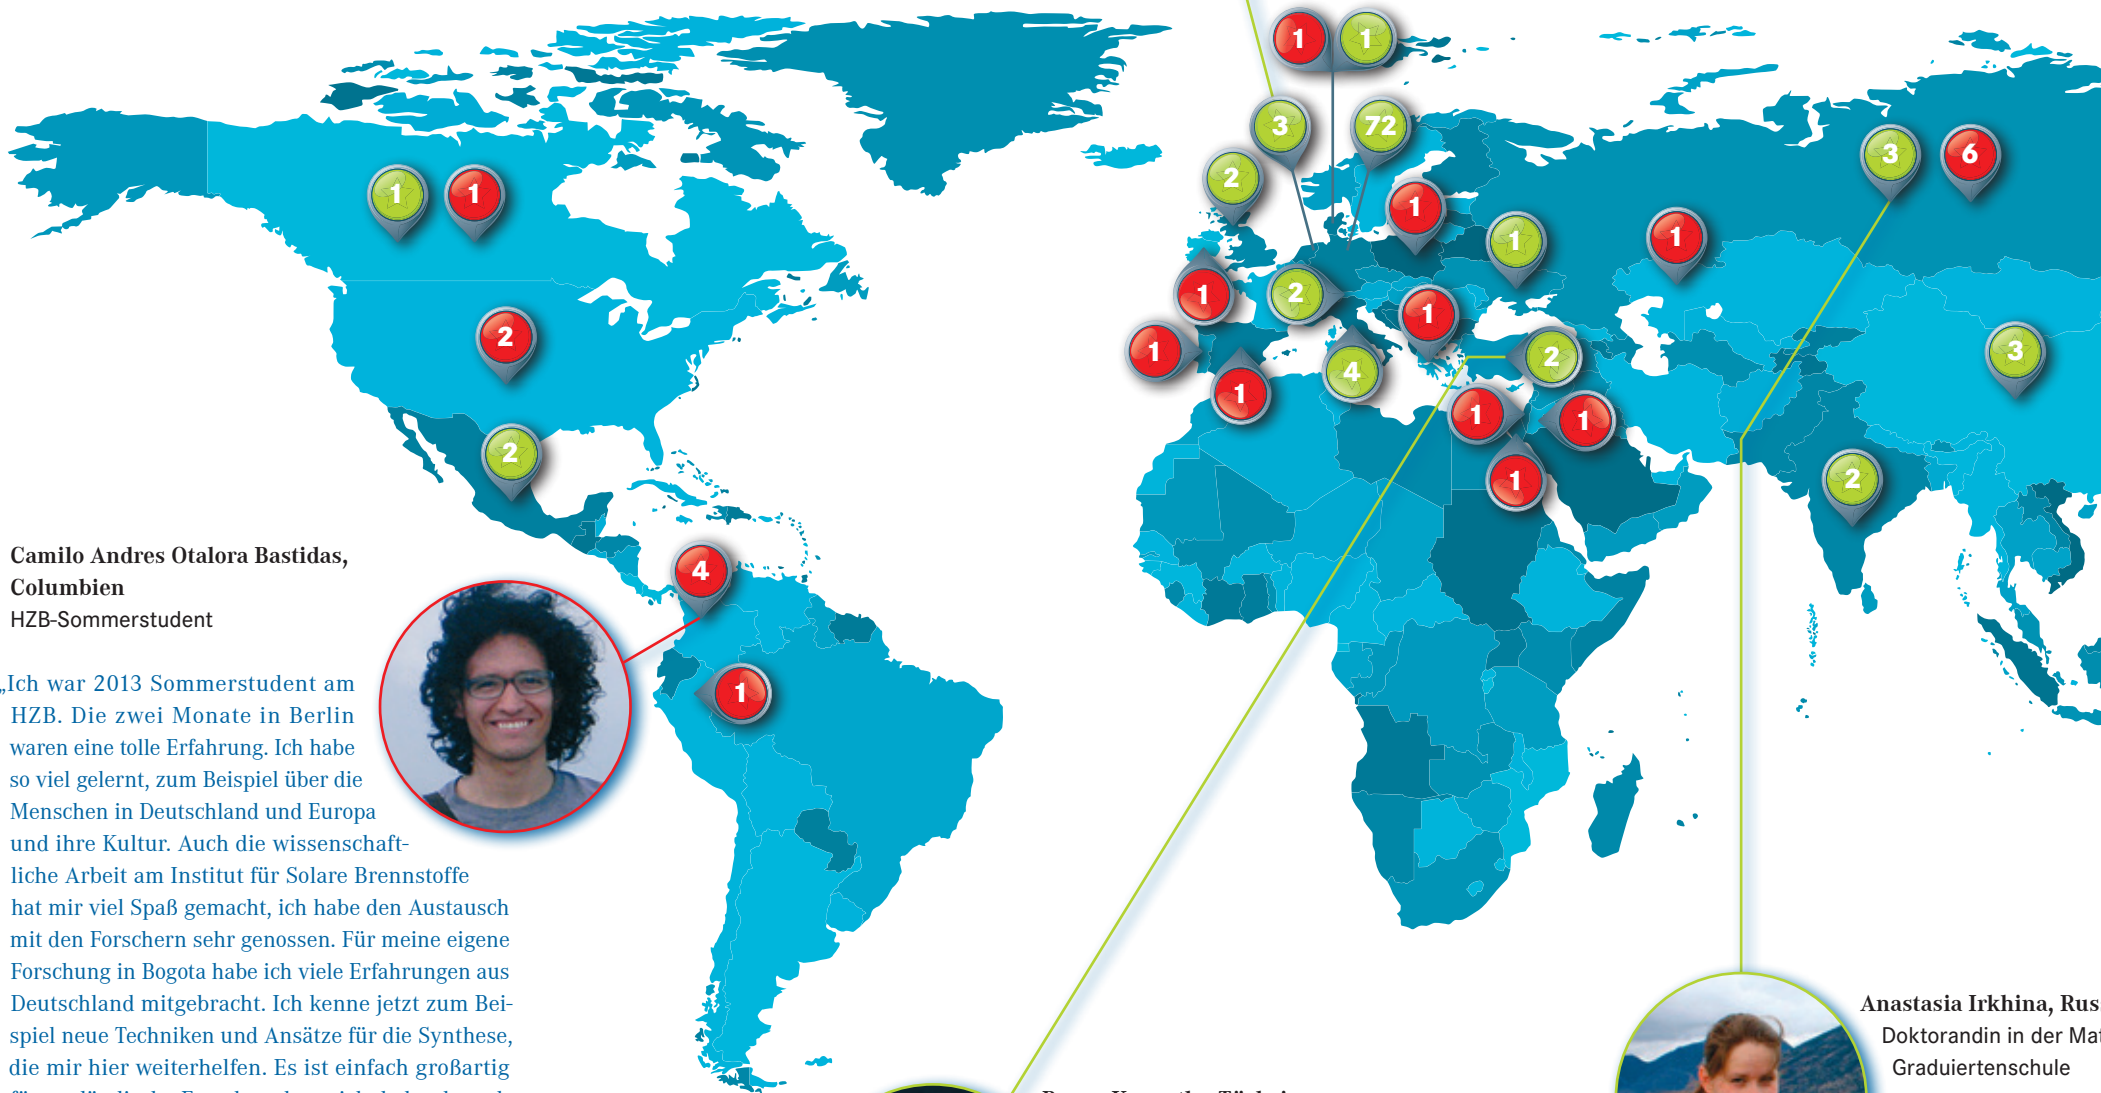 1 1
3 72
2
3 6
1 1
1
1
1
1 2
1
2
1
2
3
1
4
1
1 1
2
1
2
4
1
Camilo Andres Otalora Bastidas,
Columbien
HZB-Sommerstudent
„Ich war 2013 Sommerstudent am
HZB. Die zwei Monate in Berlin
waren eine tolle Erfahrung. Ich habe
so viel gelernt, zum Beispiel über die
Menschen in Deutschland und Europa
und ihre Kultur. Auch die wissenschaft-
liche Arbeit am Institut für Solare Brennstoffe
hat mir viel Spaß gemacht, ich habe den Austausch
mit den Forschern sehr genossen. Für meine eigene
Forschung in Bogota habe ich viele Erfahrungen aus
Deutschland mitgebracht. Ich kenne jetzt zum Bei-
spiel neue Techniken und Ansätze für die Synthese,
die mir hier weiterhelfen. Es ist einfach großartig
Anastasia Irkhina, Rus
Doktorandin in der Mat
Graduiertenschule